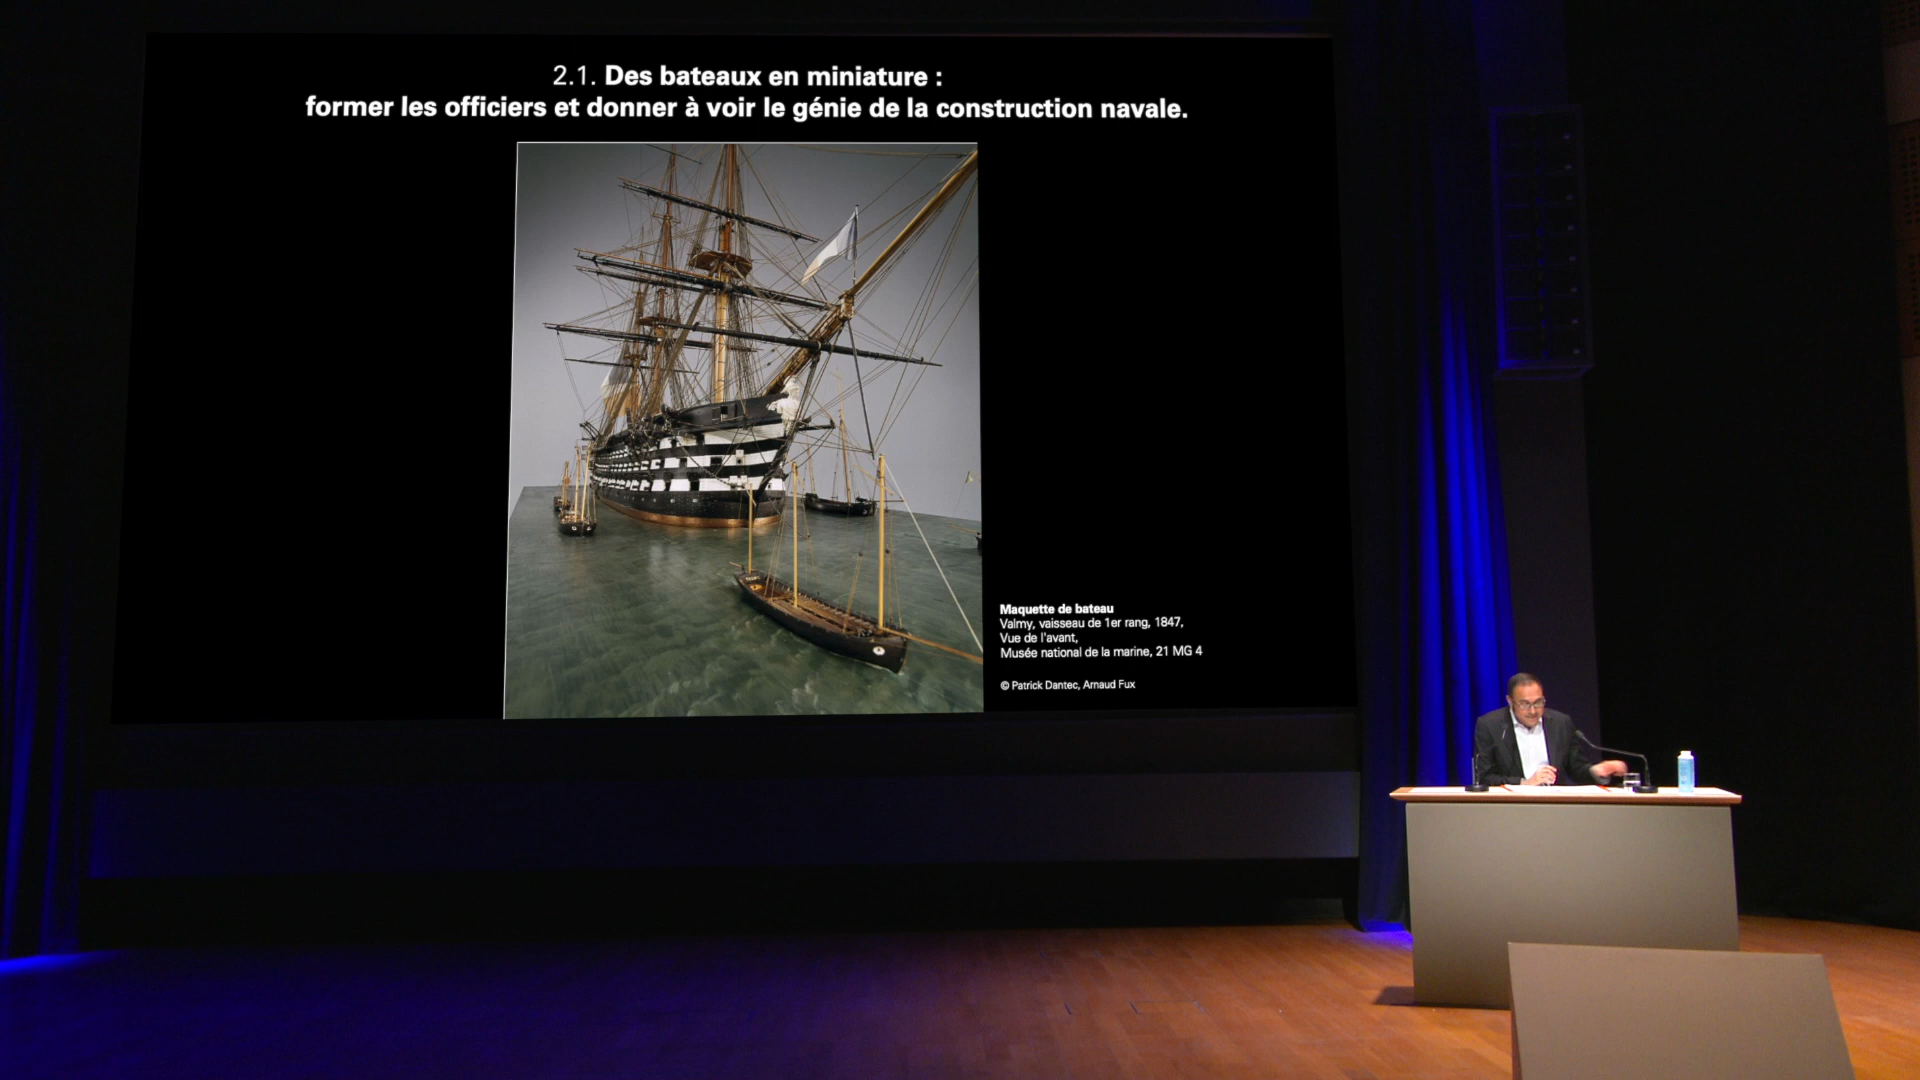 2.1. Des bateaux en miniature :
former les officiers et donner à voir le génie de la construction navale.
Maquette de bateau
Valmy, vaisseau de 1er rang, 1847,
Vue de l'avant,
Musée national de la marine, 21 MG 4
© Patrick Dantec, Arnaud Fux